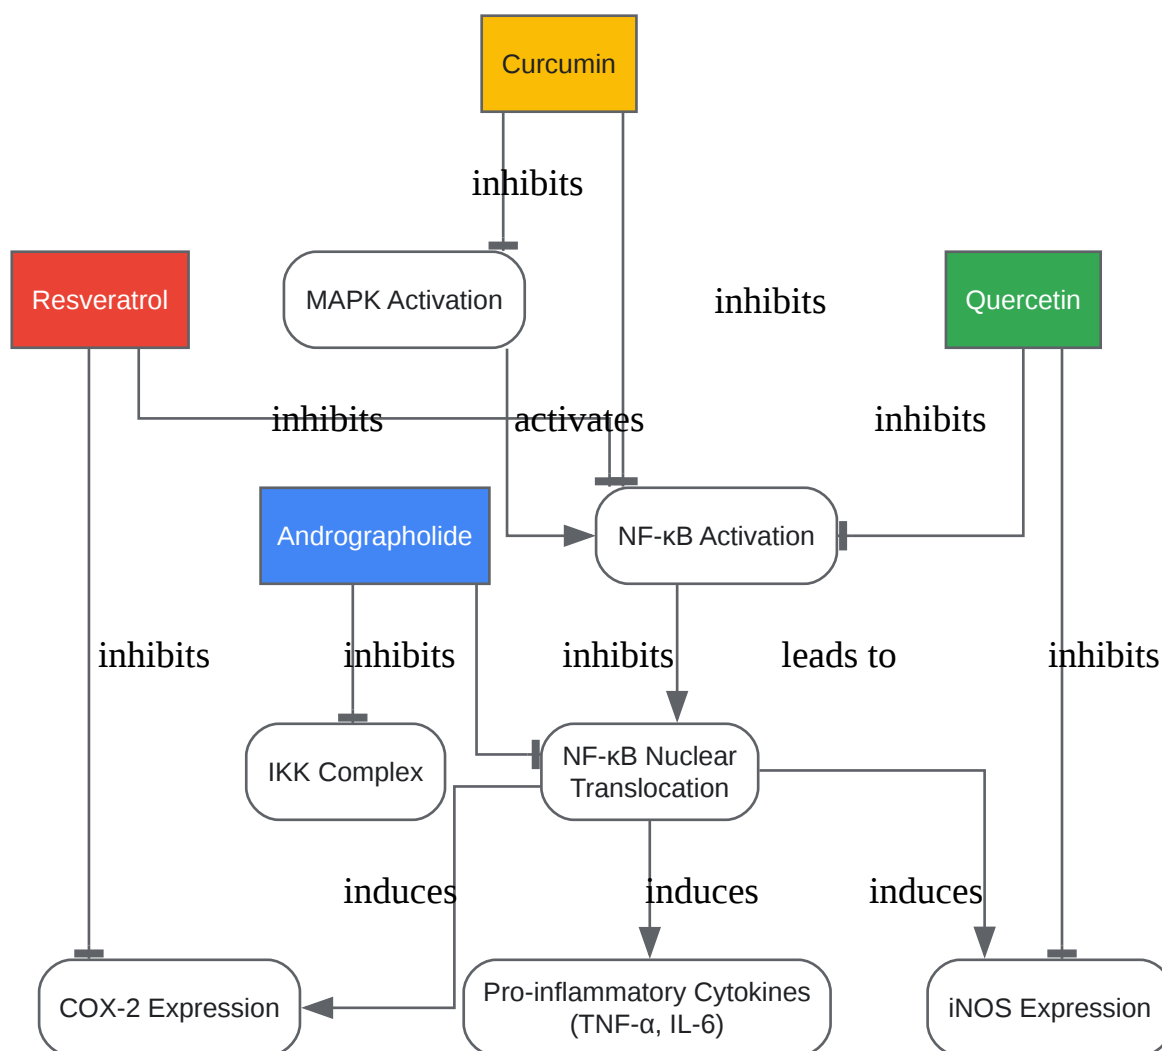 Curcumin
inhibits
Resveratrol
MAPK Activation
inhibits
Quercetin
inhibits
activates
inhibits
Andrographolide
NF-κB Activation
inhibits
inhibits
inhibits
leads to
inhibits
IKK Complex
NF-κB Nuclear
Translocation
induces
induces
induces
COX-2 Expression
Pro-inflammatory Cytokines
(TNF-α, IL-6)
iNOS Expression